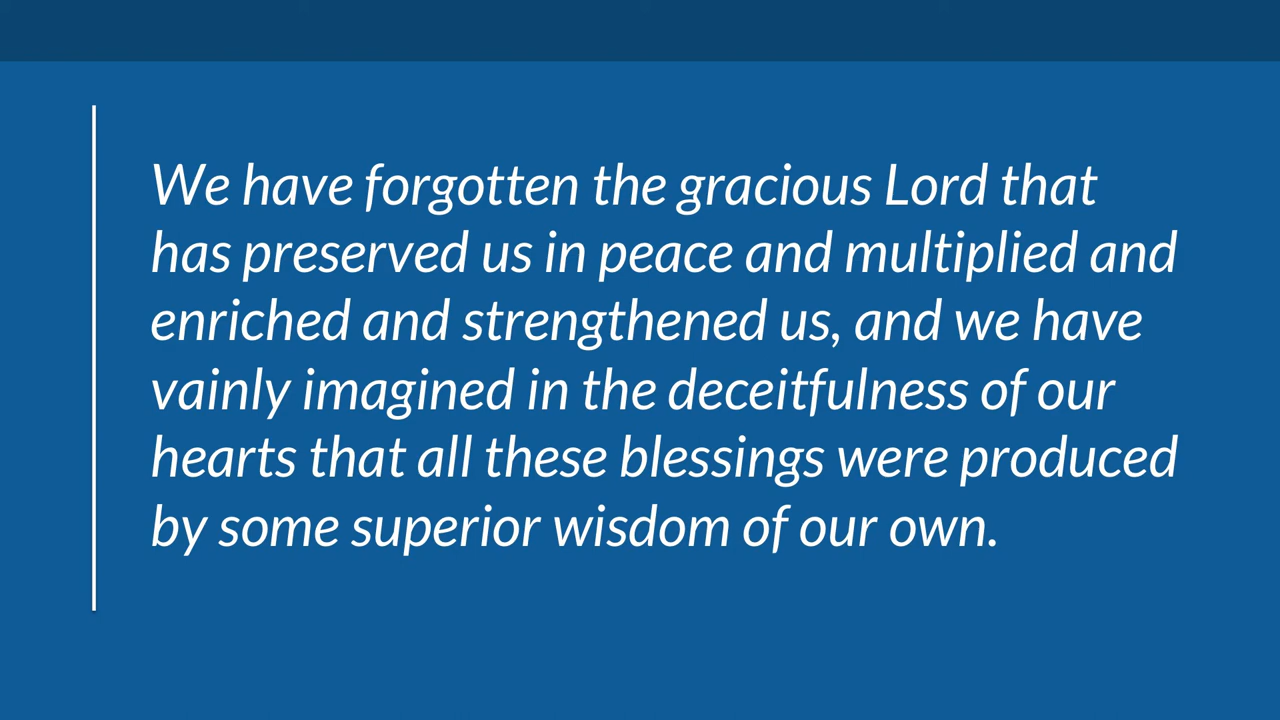 We have forgotten the gracious Lord that
has preserved us in peace and multiplied and
enriched and strengthened us, and we have
vainly imagined in the deceitfulness of our
hearts that all these blessings were produced
by some superior wisdom of our own.